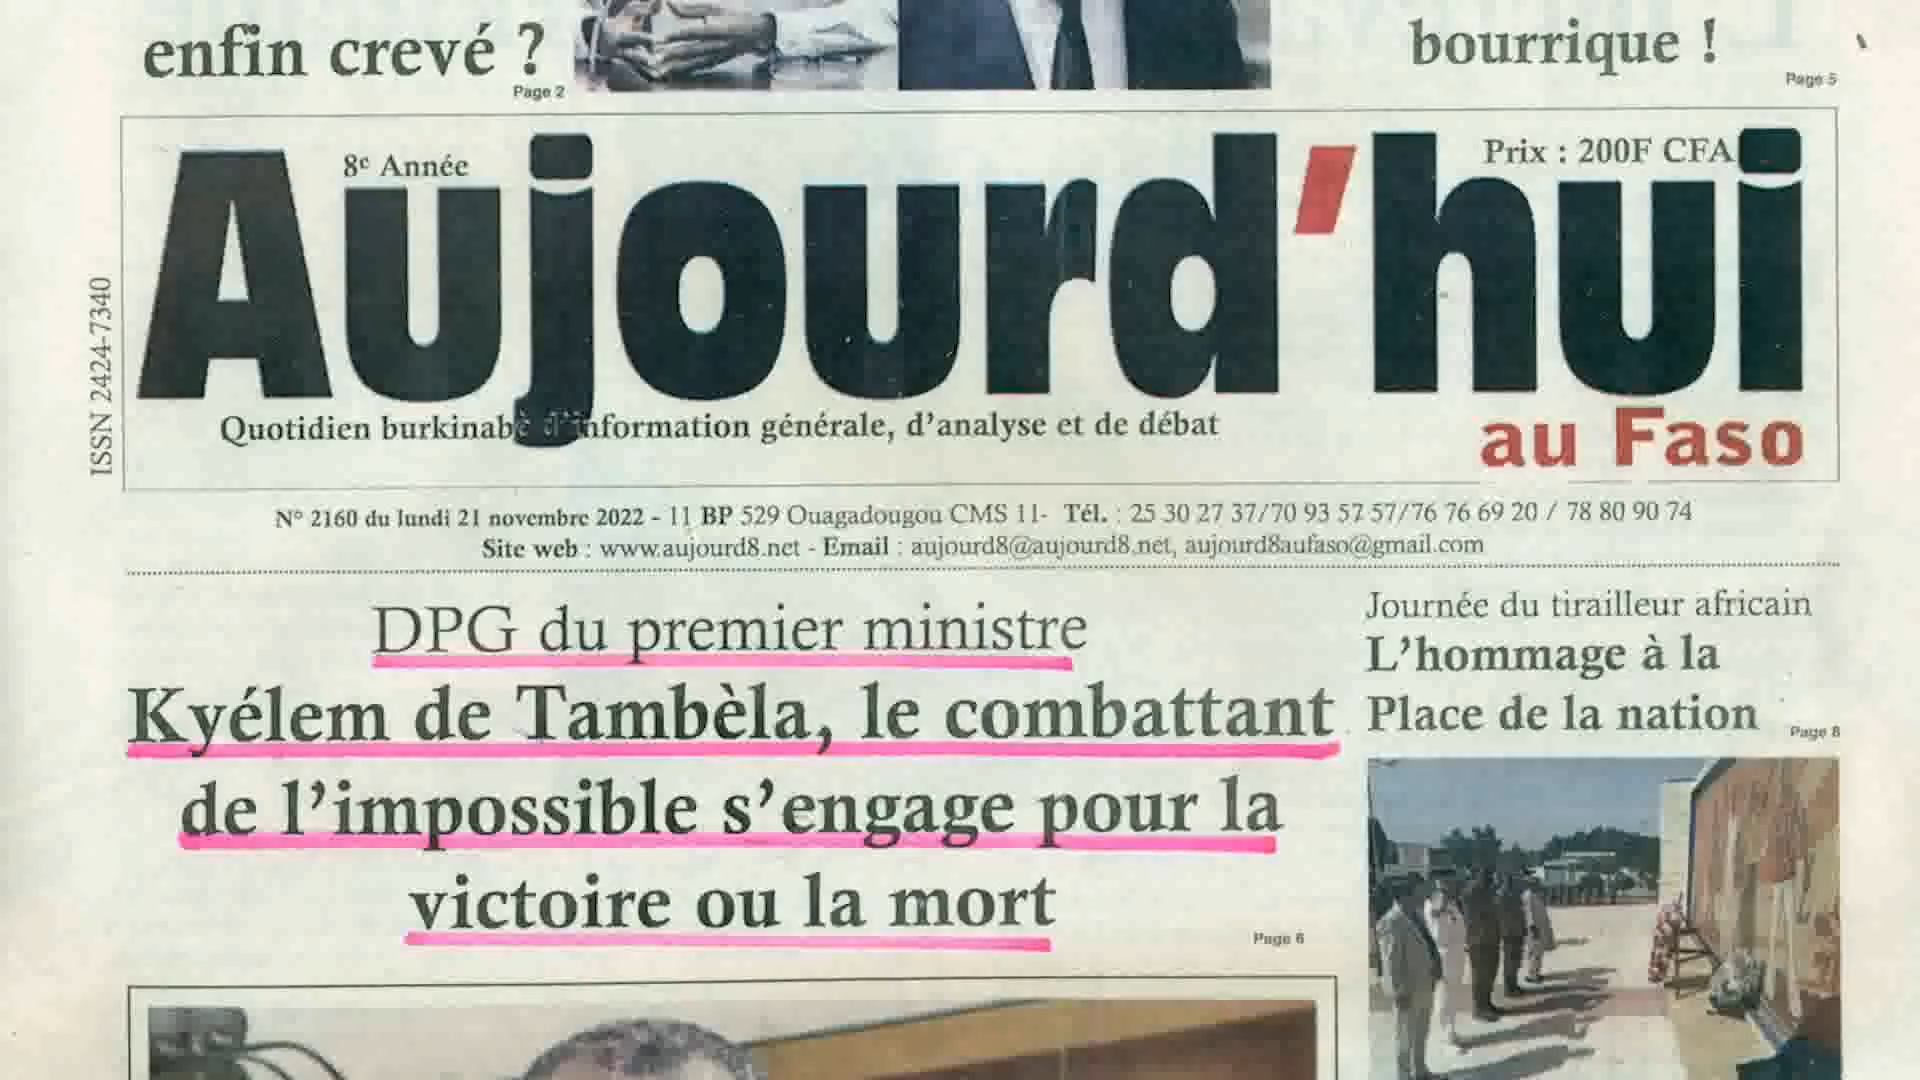 enfin crevé ?
Page 2
bourrique !
Page 5
8e Année
Prix : 200F CFA
Aujourd'hui
au Faso
Quotidien burkinabè d'information générale, d'analyse et de débat
ISSN 2424-7340
N° 2160 du lundi 21 novembre 2022 - 11 BP 529 Ouagadougou CMS 11- Tél. : 25 30 27 37/70 93 57 57/76 76 69 20 / 78 80 90 74
Site web : www.aujourd8.net - Email : aujourd8@aujourd8.net, aujourd8aufaso@gmail.com
DPG du premier ministre
Kyélem de Tambèla, le combattant
de l'impossible s'engage pour la
victoire ou la mort
Page 6
Journée du tirailleur africain
L'hommage à la
Place de la nation
Page 8